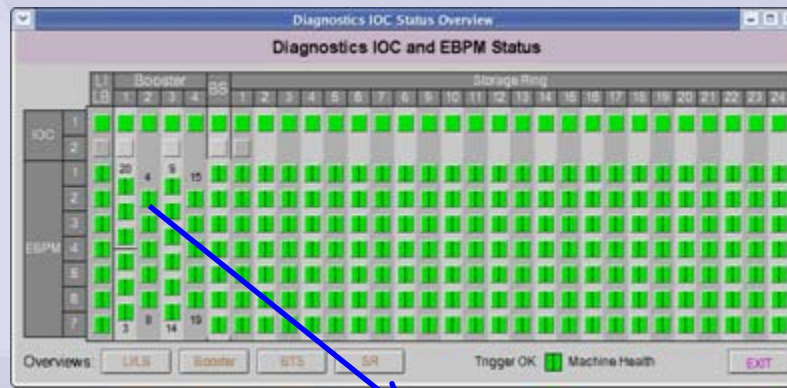 Diagnostics IOC Status Overview
Diagnostics IOC and EBPM Status
LI Booster BS Storage Ring
LB 1 2 3 4 1 2 3 4 5 6 7 8 9 10 11 12 13 14 15 16 17 18 19 20 21 22 23 24
IOC 1
2
1 20 4 9 15
2
3
EBPM 4
5
6
7 3 8 14 19
Overviews: LI/LB Booster BTS SR Trigger OK Machine Health EXIT